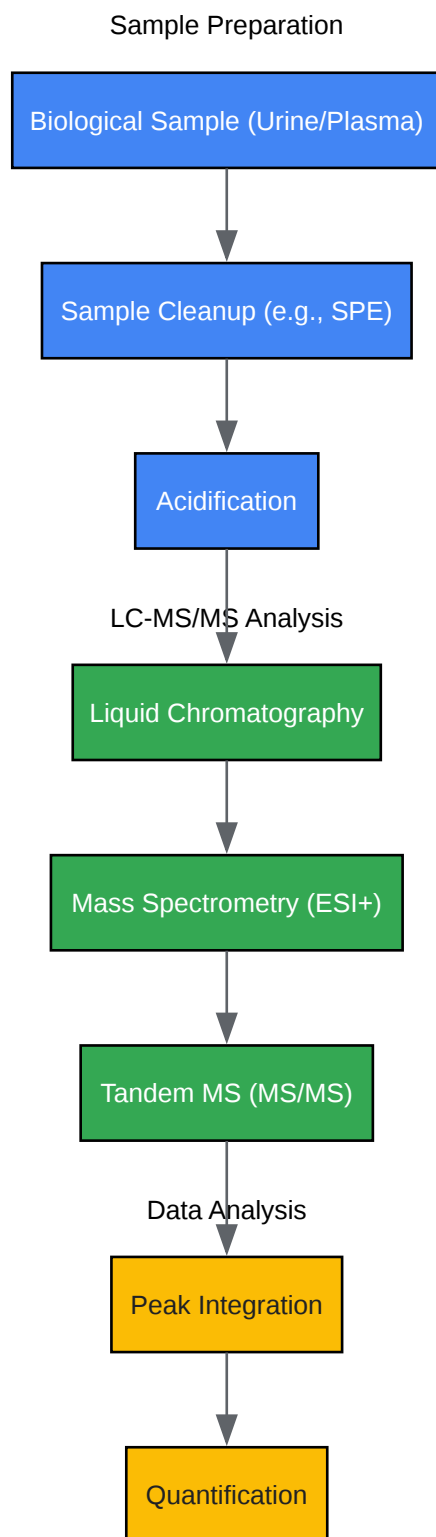 Sample Preparation
Biological Sample (Urine/Plasma)
Sample Cleanup (e.g., SPE)
Acidification
LC-MS/MS Analysis
Liquid Chromatography
Mass Spectrometry (ESI+)
Tandem MS (MS/MS)
Data Analysis
Peak Integration
Quantification